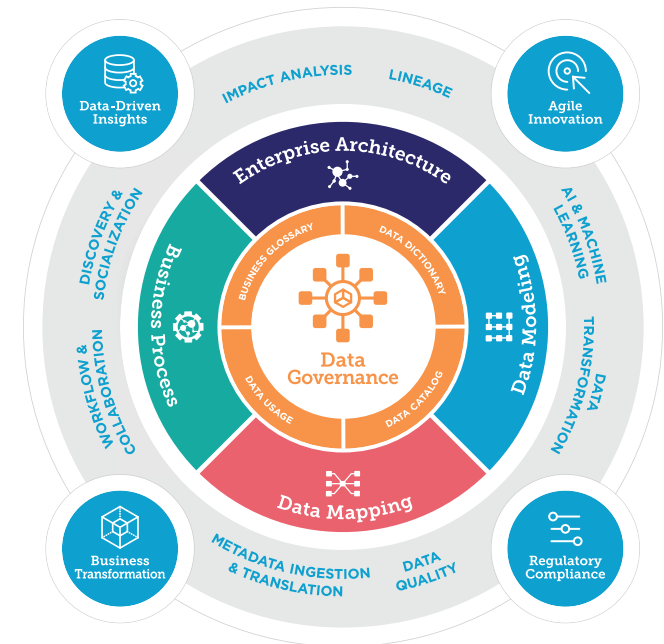 IMPACT ANALYSIS
LINEAGE
Data-Driven
Insights
Agile
Innovation
Enterprise Architecture
DISCOVERY &
SOCIALIZATION
AI & MACHINE
LEARNING
BUSINESS GLOSSARY
DATA DICTIONARY
Business Process
Data Modeling
Data
Governance
WORKFLOW &
COLLABORATION
DATA
TRANSFORMATION
DATA USAGE
DATA CATALOG
Data Mapping
Business
Transformation
Regulatory
Compliance
METADATA INGESTION
& TRANSLATION
DATA
QUALITY